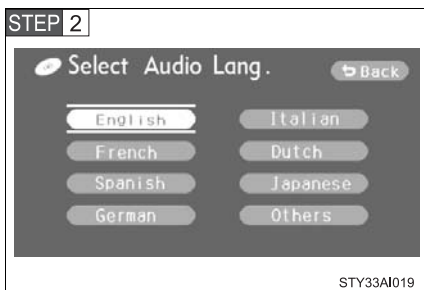 STEP 2
Select Audio Lang. Back
English Italian
French Dutch
Spanish Japanese
German Others
STY33AI019